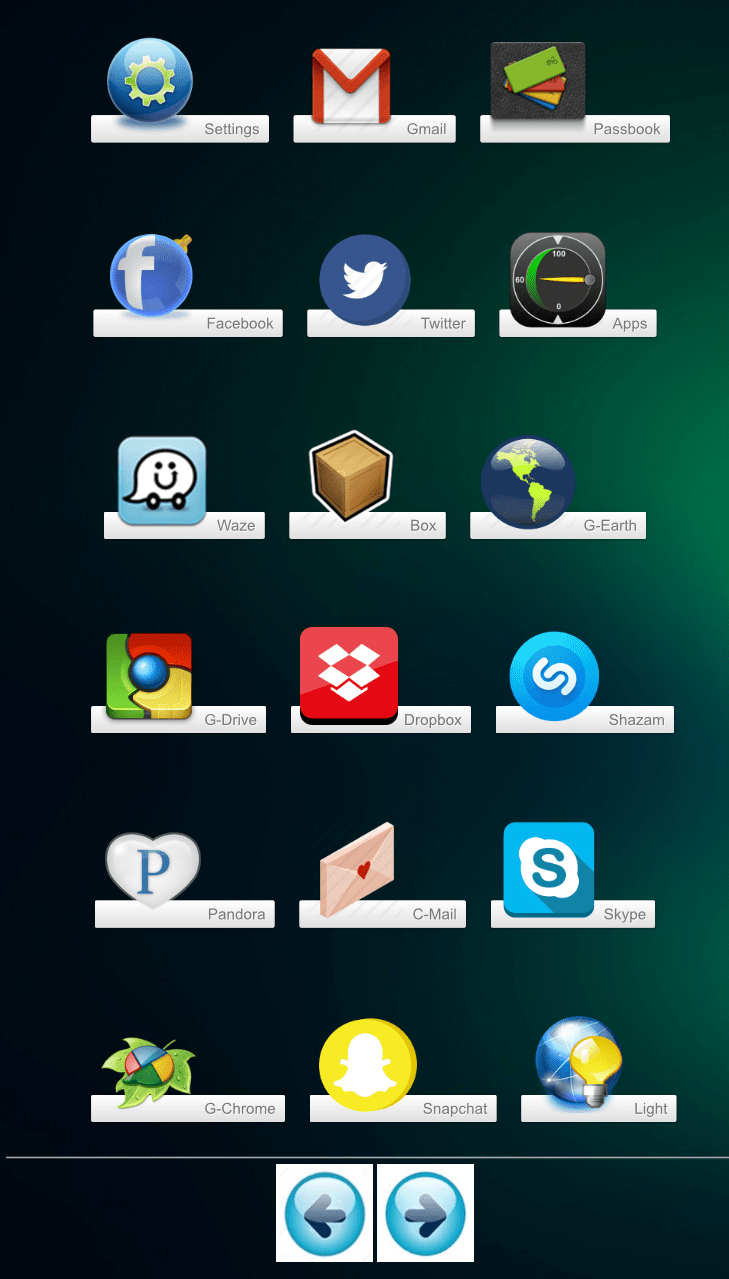 Settings
Gmail
Passbook
f
Facebook
Twitter
100
60
0
Apps
Waze
Box
G-Earth
G-Drive
Dropbox
Shazam
P
Pandora
C-Mail
S
Skype
G-Chrome
Snapchat
Light